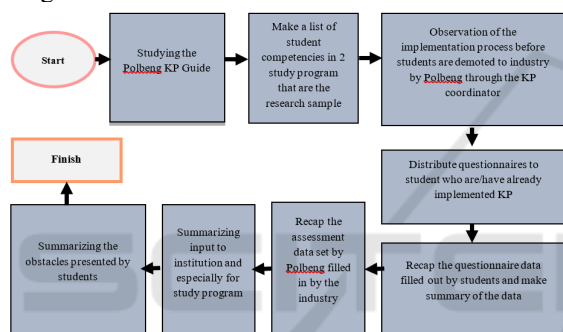 Start
Studying the
Polbeng KP Guide
Make a list of
student
competencies in 2
study program
that are the
research sample
Observation of the
implementation process before
students are demoted to industry
by Polbeng through the KP
coordinator
Distribute questionnaires to
student who are/have already
implemented KP
Recap the questionnaire data
filled out by students and make
summary of the data
Recap the
assessment
data set by
Polbeng filled
in by the
industry
Summarizing
input to
institution and
especially for
study program
Summarizing the
obstacles presented by
students
Finish